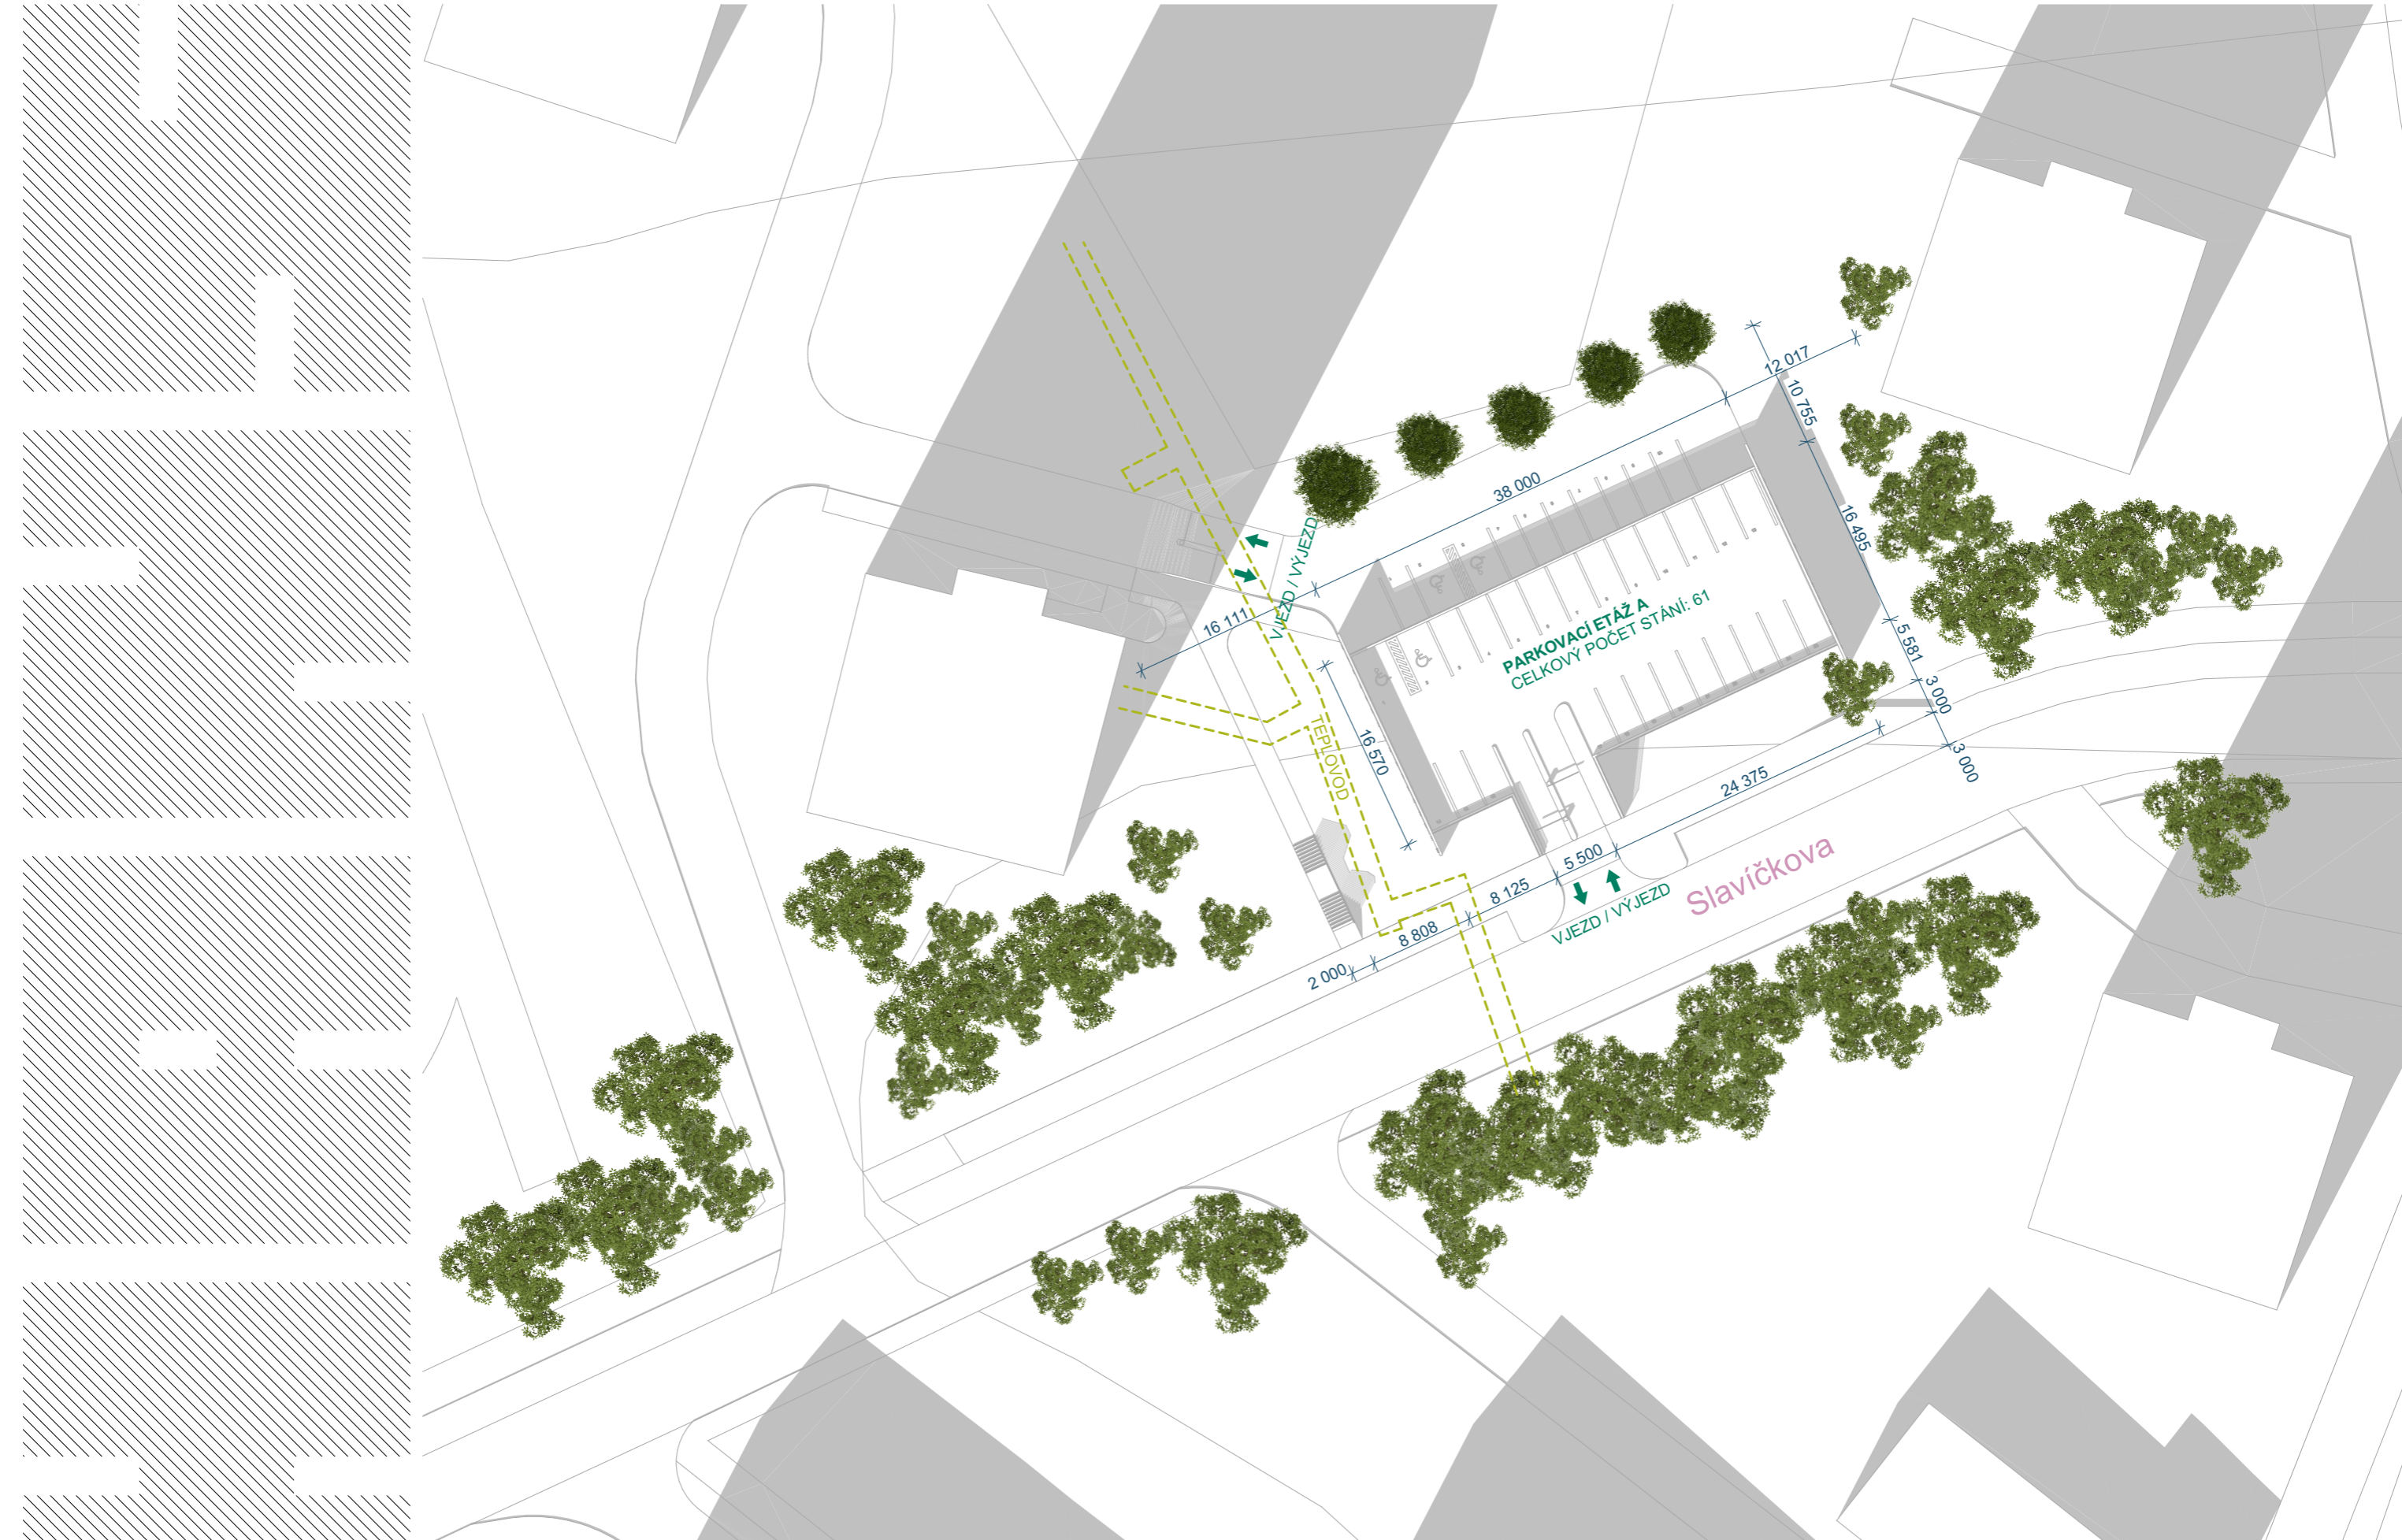 12 017
10 755
38 000
16 495
VJEZD / VÝJEZD
16 111
PARKOVACÍ ETÁŽ A
CELKOVÝ POČET STÁNÍ: 61
5 581
3 000
3 000
TEPLOVOD
16 570
24 375
5 500
8 125
8 808
2 000
VJEZD / VÝJEZD
Slavíčkova